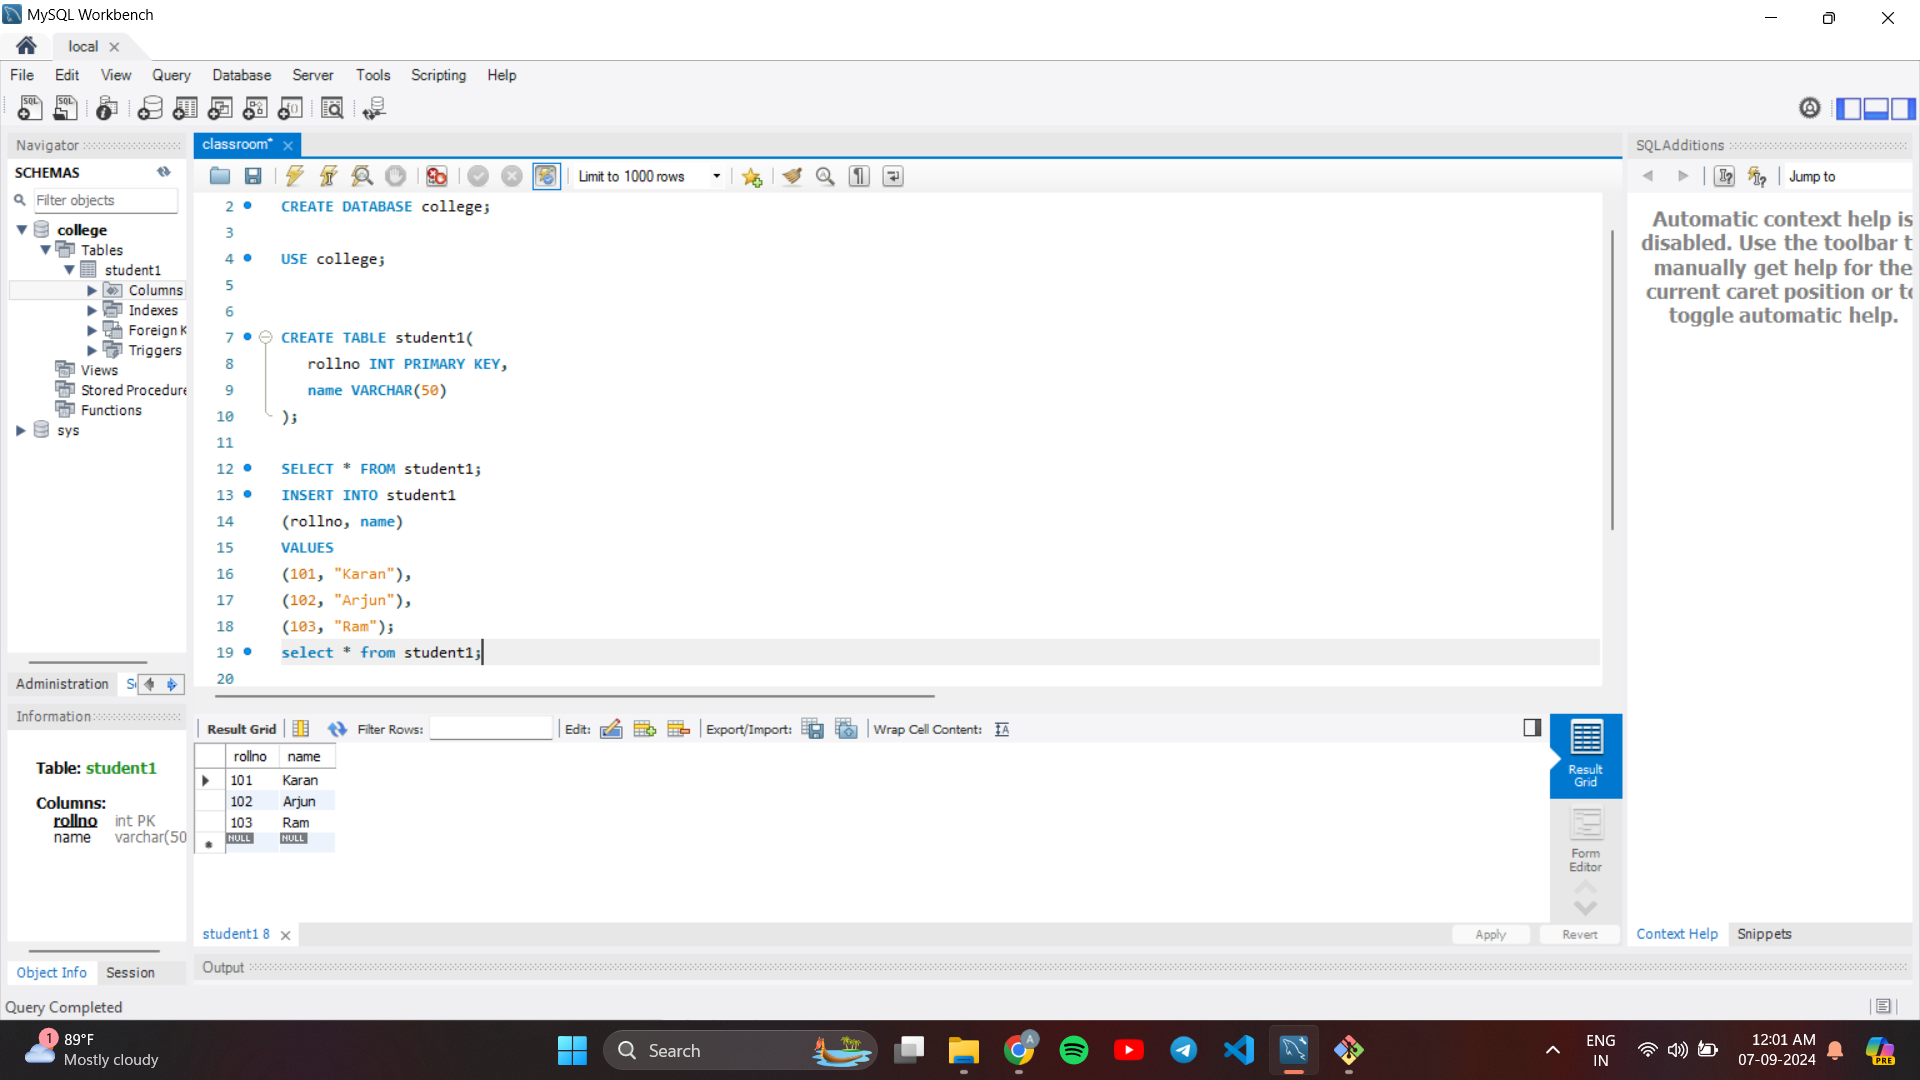 MySQL Workbench
local
File Edit View Query Database Server Tools Scripting Help
Navigator
SCHEMAS
Filter objects
college
Tables
student1
Columns
Indexes
Foreign K
Triggers
Views
Stored Procedure
Functions
sys
Administration
Information
Table: student1
Columns:
rollno int PK
name varchar(50
Object Info Session
classroom*
Limit to 1000 rows
2 CREATE DATABASE college;
3
4 USE college;
5
6
7 CREATE TABLE student1(
8 rollno INT PRIMARY KEY,
9 name VARCHAR(50)
10 );
11
12 SELECT * FROM student1;
13 INSERT INTO student1
14 (rollno, name)
15 VALUES
16 (101, "Karan"),
17 (102, "Arjun"),
18 (103, "Ram");
19 select * from student1;
20
Result Grid Filter Rows: Edit: Export/Import: Wrap Cell Content:
rollno name
101 Karan
102 Arjun
103 Ram
NULL NULL
Result
Grid
Form
Editor
student1 8
Apply Revert
Output
SQLAdditions
Jump to
Automatic context help is
disabled. Use the toolbar t
manually get help for the
current caret position or to
toggle automatic help.
Context Help Snippets
Query Completed
1
89°F
Mostly cloudy
Search
A
ENG
IN
12:01 AM
07-09-2024
PRE